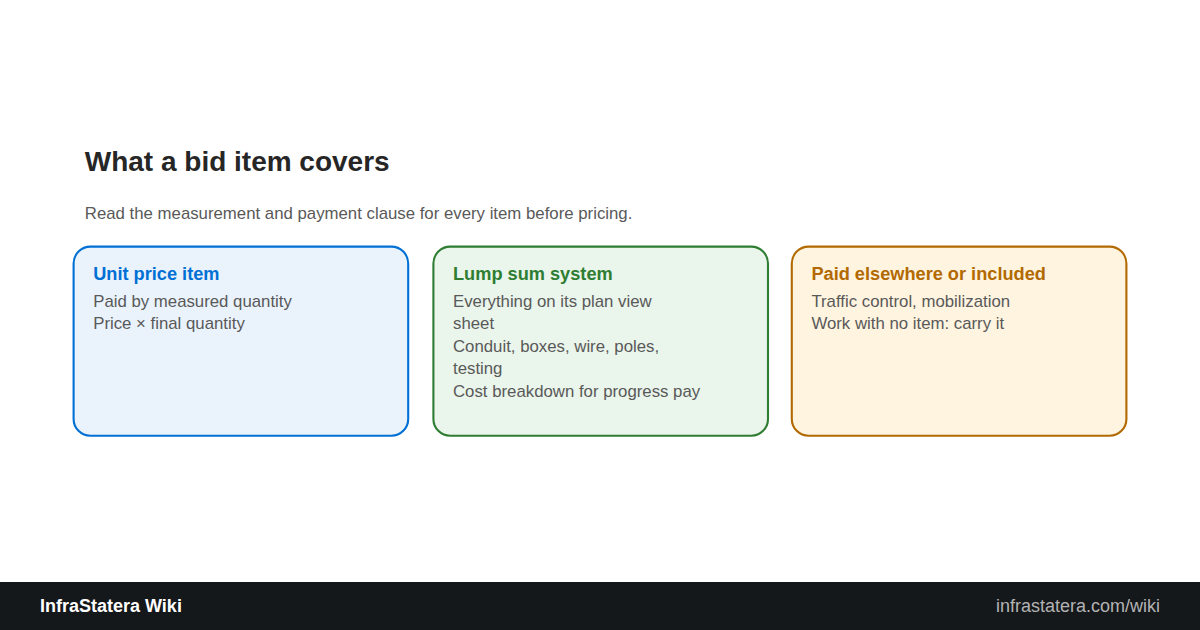 What a bid item covers
Read the measurement and payment clause for every item before pricing.
Unit price item
Paid by measured quantity
Price × final quantity
Lump sum system
Everything on its plan view
sheet
Conduit, boxes, wire, poles,
testing
Cost breakdown for progress pay
Paid elsewhere or included
Traffic control, mobilization
Work with no item: carry it
InfraStatera Wiki
infrastatera.com/wiki